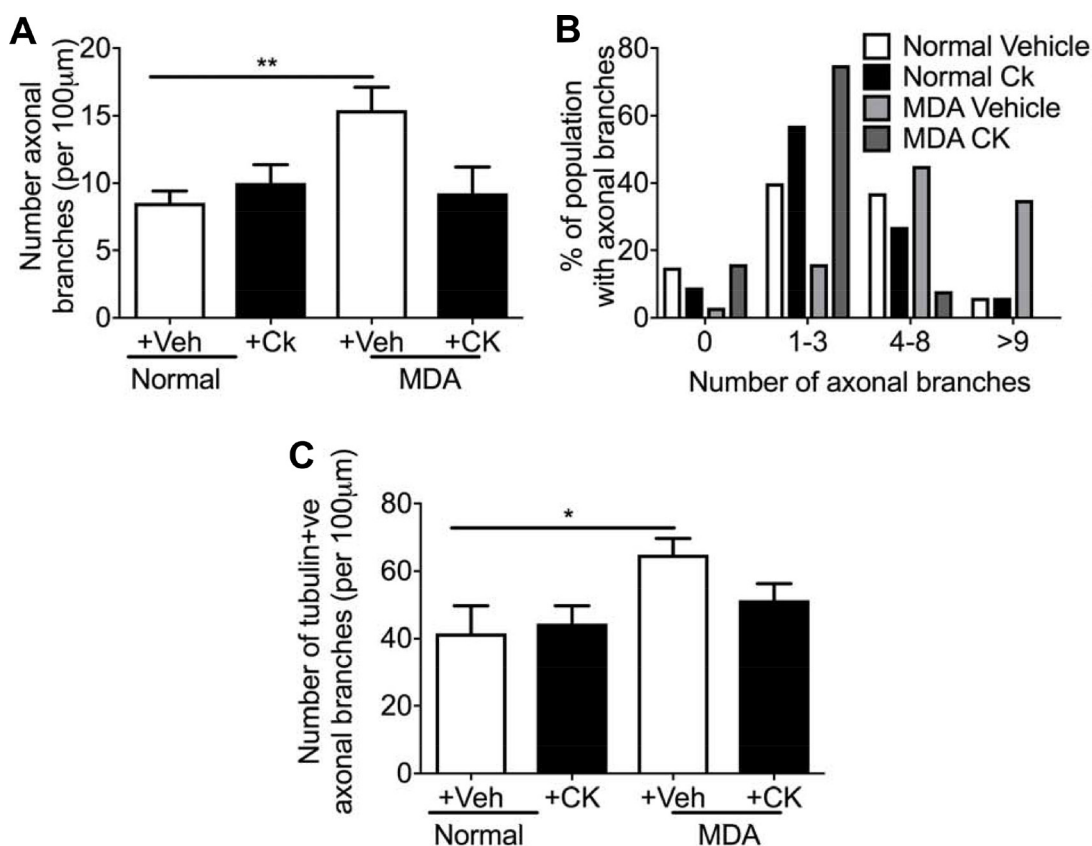 A
Number axonal
branches (per 100μm)
20
15
10
5
0
**
+Veh
+Ck
+Veh
+CK
Normal
MDA
B
% of population
with axonal branches
80
60
40
20
0
Normal Vehicle
Normal Ck
MDA Vehicle
MDA CK
0
1-3
4-8
>9
Number of axonal branches
C
Number of tubulin+ve
axonal branches (per 100μm)
80
60
40
20
0
*
+Veh
+CK
+Veh
+CK
Normal
MDA